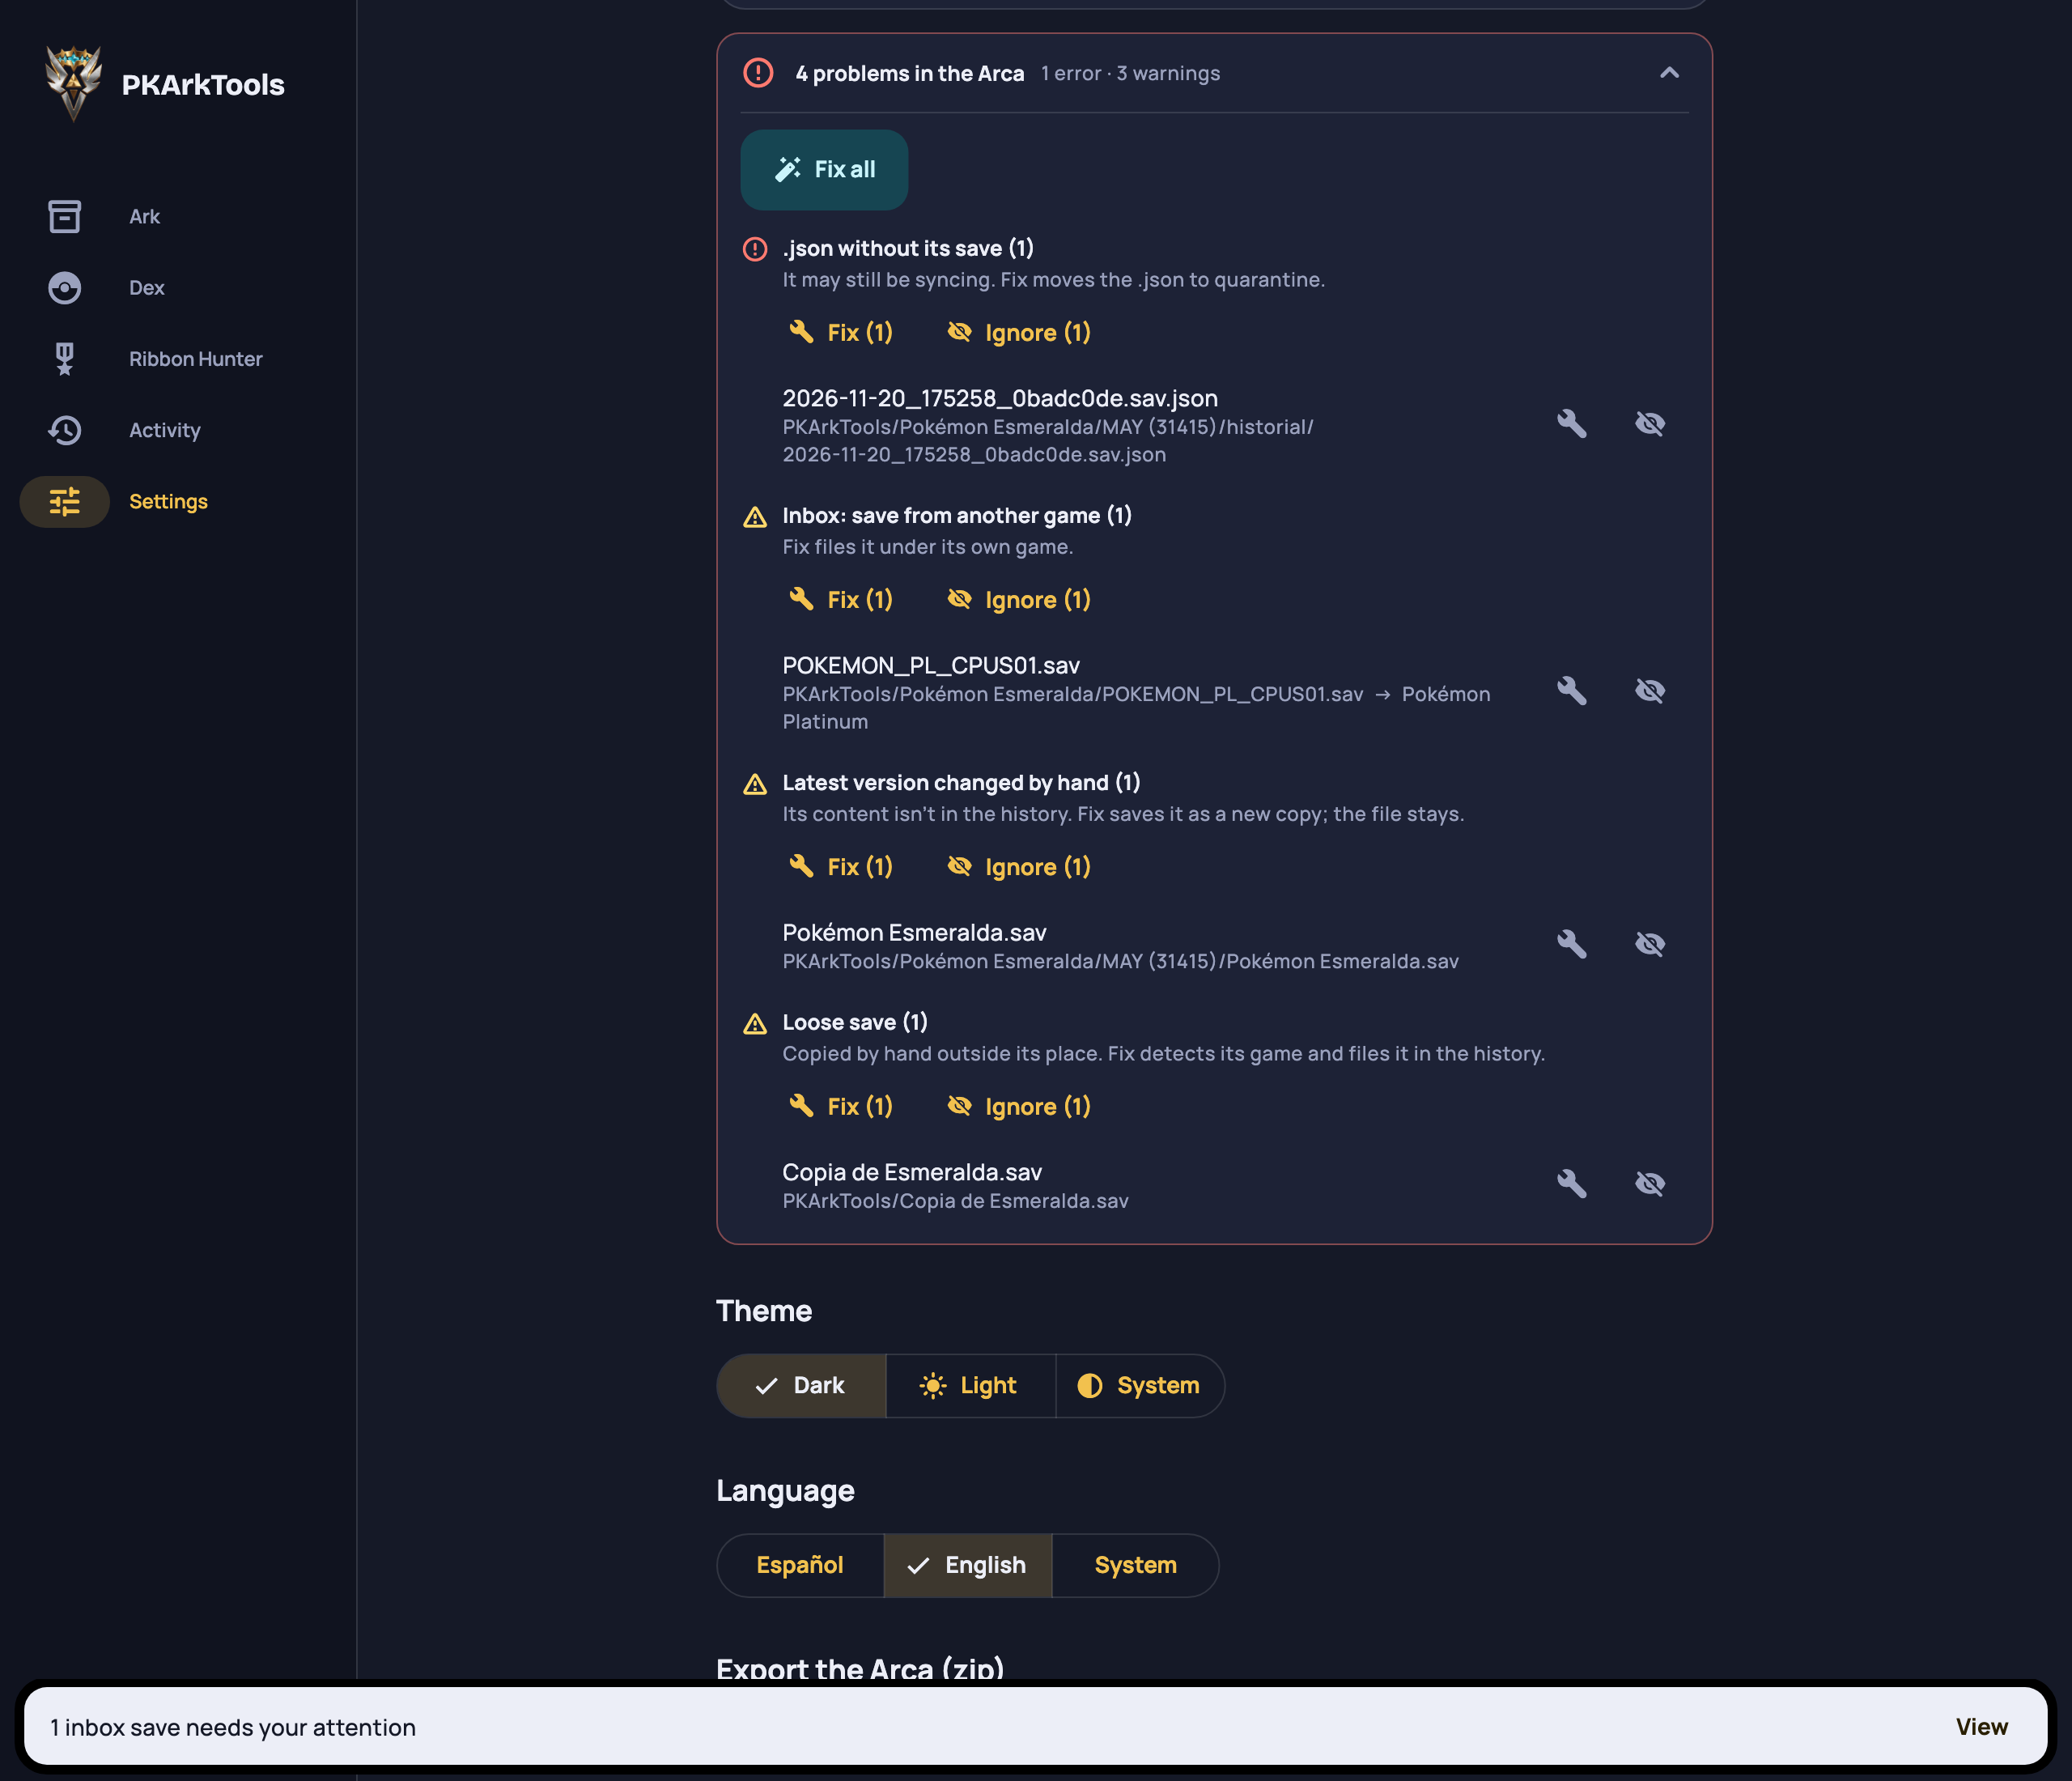 PKArkTools
Ark
Dex
Ribbon Hunter
Activity
Settings
4 problems in the Arca 1 error · 3 warnings
Fix all
.json without its save (1)
It may still be syncing. Fix moves the .json to quarantine.
Fix (1) Ignore (1)
2026-11-20_175258_0badc0de.sav.json
PKArkTools/Pokémon Esmeralda/MAY (31415)/historial/
2026-11-20_175258_0badc0de.sav.json
Inbox: save from another game (1)
Fix files it under its own game.
Fix (1) Ignore (1)
POKEMON_PL_CPUS01.sav
PKArkTools/Pokémon Esmeralda/POKEMON_PL_CPUS01.sav → Pokémon
Platinum
Latest version changed by hand (1)
Its content isn't in the history. Fix saves it as a new copy; the file stays.
Fix (1) Ignore (1)
Pokémon Esmeralda.sav
PKArkTools/Pokémon Esmeralda/MAY (31415)/Pokémon Esmeralda.sav
Loose save (1)
Copied by hand outside its place. Fix detects its game and files it in the history.
Fix (1) Ignore (1)
Copia de Esmeralda.sav
PKArkTools/Copia de Esmeralda.sav
Theme
Dark Light System
Language
Español English System
Export the Arca (zip)
1 inbox save needs your attention View